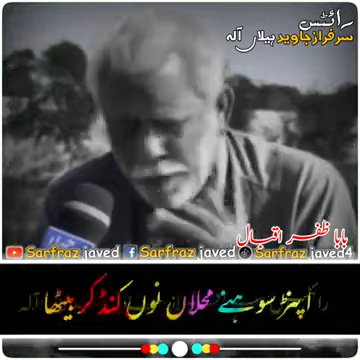 رائٹس
سرفراز جاوید ہیلاں آلہ
بابا ظفر اقبال
Sarfraz javed Sarfraz javed Sarfraz javed4
اپنڑ سوہنے محلاں نوں کنڈ کر بیٹھا